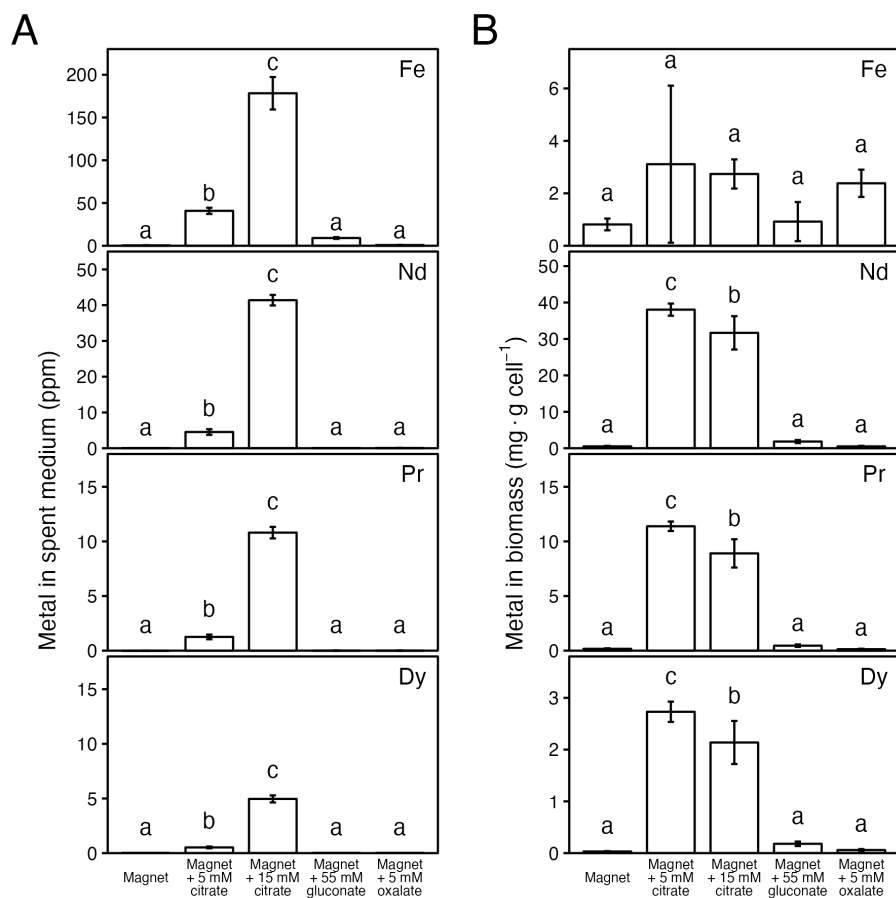 A
B
Metal in spent medium (ppm)
Fe
200
150
100
50
0
a
b
c
a
a
Nd
50
40
30
20
10
0
a
b
c
a
a
Pr
15
10
5
0
a
b
c
a
a
Dy
15
10
5
0
a
b
c
a
a
Magnet
Magnet
+ 5 mM
citrate
Magnet
+ 15 mM
citrate
Magnet
+ 55 mM
gluconate
Magnet
+ 5 mM
oxalate
Metal in biomass (mg · g cell⁻¹)
Fe
6
4
2
0
a
a
a
a
a
Nd
50
40
30
20
10
0
a
c
b
a
a
Pr
15
10
5
0
a
c
b
a
a
Dy
3
2
1
0
a
c
b
a
a
Magnet
Magnet
+ 5 mM
citrate
Magnet
+ 15 mM
citrate
Magnet
+ 55 mM
gluconate
Magnet
+ 5 mM
oxalate